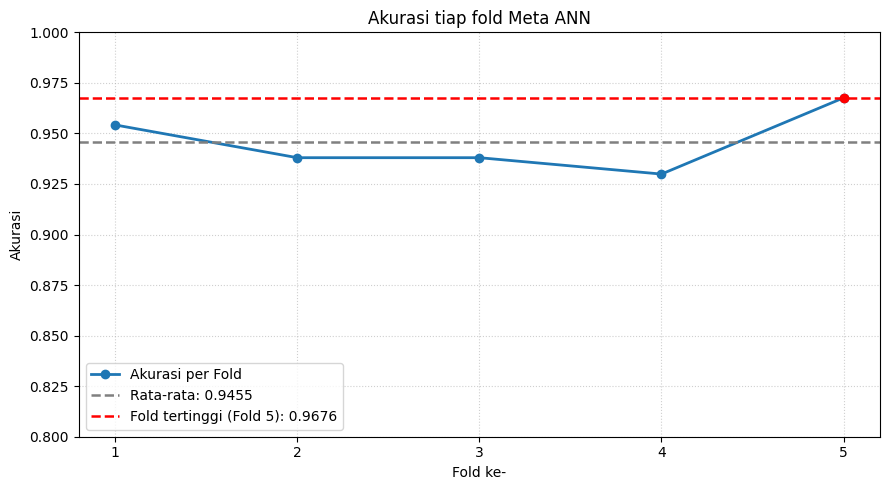 Akurasi tiap fold Meta ANN
1.000
0.975
0.950
0.925
0.900
0.875
0.850
0.825
0.800
Akurasi
Akurasi per Fold
Rata-rata: 0.9455
Fold tertinggi (Fold 5): 0.9676
1 2 3 4 5
Fold ke-